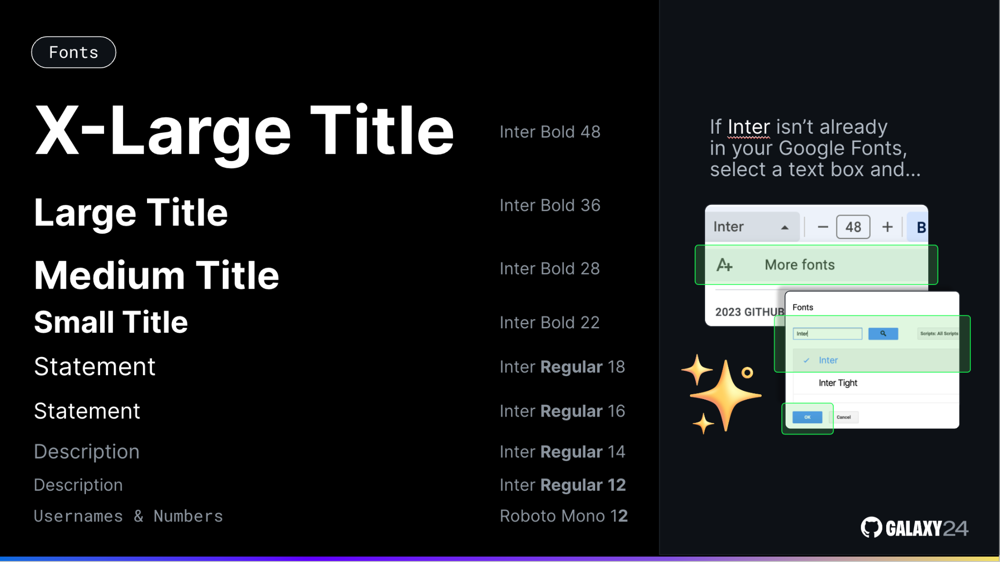 Fonts
X-Large Title
Inter Bold 48
Large Title
Inter Bold 36
Medium Title
Inter Bold 28
Small Title
Inter Bold 22
Statement
Inter Regular 18
Statement
Inter Regular 16
Description
Inter Regular 14
Description
Inter Regular 12
Usernames & Numbers
Roboto Mono 12
If Inter isn’t already
in your Google Fonts,
select a text box and...
Inter
48
B
More fonts
2023 GITHUB
Fonts
Inter
Scripts: All Scripts
Inter
Inter Tight
OK
Cancel
GALAXY24